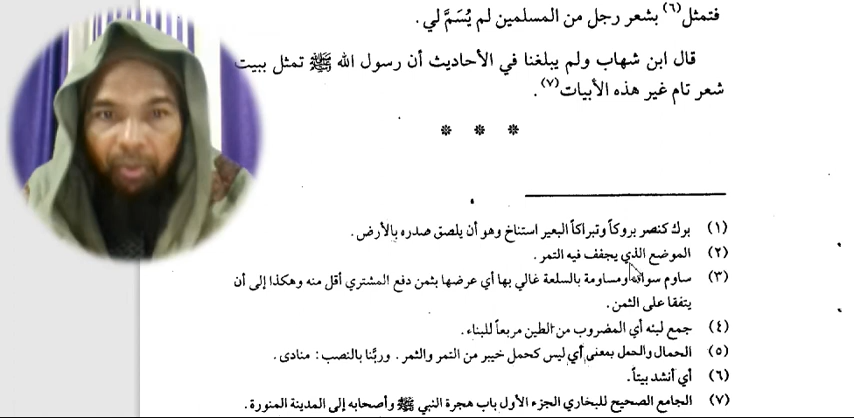 فتمثل(٦) بشعر رجل من المسلمين لم يُسَمَّ لي.
قال ابن شهاب ولم يبلغنا في الأحاديث أن رسول الله ﷺ تمثل ببيت
شعر تام غير هذه الأبيات(٧).
* * *
(١) برك كنصر بروكاً وتبراكاً البعير استناخ وهو أن يلصق صدره بالأرض.
(٢) الموضع الذي يجفف فيه التمر.
(٣) ساوم ومساومة بالسلعة غالي بها أي عرضها بثمن دفع المشتري أقل منه وهكذا إلى أن
يتفقا على الثمن.
(٤) جمع لبنه أي المضروب من الطين مربعاً للبناء.
(٥) الحمال والحمل بمعنى أي ليس كحمل خيبر من التمر والثمر. وربَّنا بالنصب: منادى.
(٦) أي أنشد بيتاً.
(٧) الجامع الصحيح للبخاري الجزء الأول باب هجرة النبي ﷺ وأصحابه إلى المدينة المنورة.